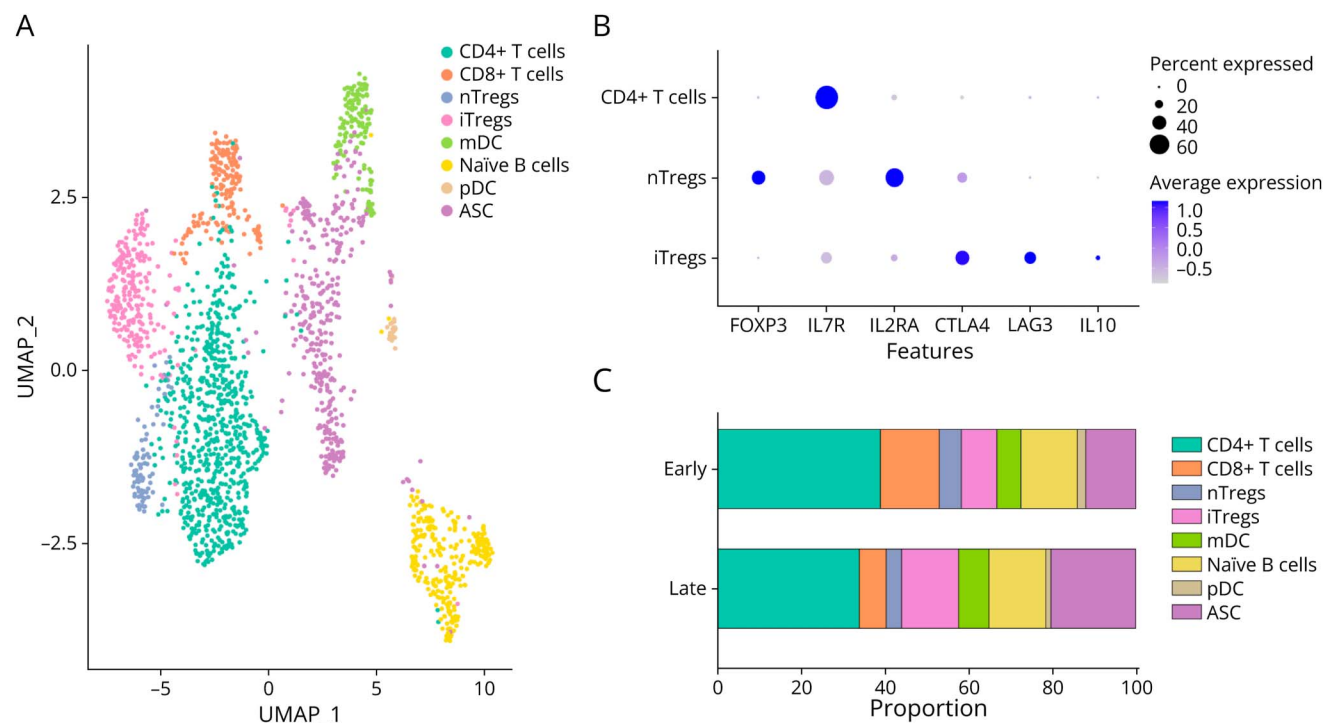 A
CD4+ T cells
CD8+ T cells
nTregs
iTregs
mDC
Naïve B cells
pDC
ASC
2.5
0.0
−2.5
UMAP_2
−5
0
5
10
UMAP_1
B
CD4+ T cells
nTregs
iTregs
FOXP3
IL7R
IL2RA
CTLA4
LAG3
IL10
Features
Percent expressed
0
20
40
60
Average expression
1.0
0.5
0.0
−0.5
C
Early
Late
0
20
40
60
80
100
Proportion
CD4+ T cells
CD8+ T cells
nTregs
iTregs
mDC
Naïve B cells
pDC
ASC